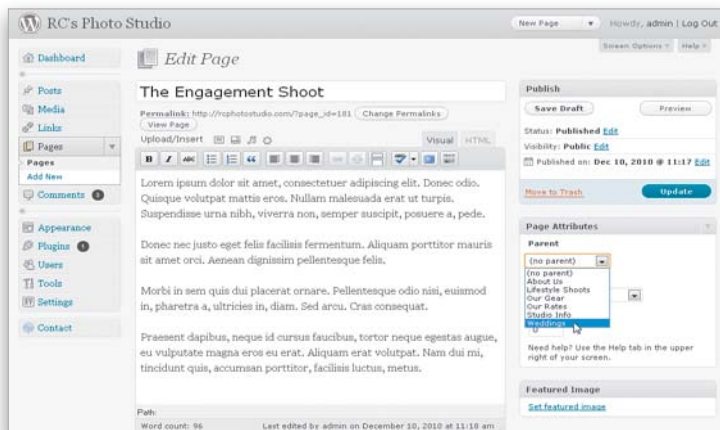 RC's Photo Studio
New Page
Howdy, admin | Log Out
Screen Options
Help
Dashboard
Posts
Media
Links
Pages
Pages
Add New
Comments
Appearance
Plugins
Users
Tools
Settings
Contact
Edit Page
The Engagement Shoot
Permalink: http://rcphotostudio.com/?page_id=181 Change Permalinks
View Page
Upload/Insert
Visual HTML
B I ABC
Lorem ipsum dolor sit amet, consectetuer adipiscing elit. Donec odio.
Quisque volutpat mattis eros. Nullam malesuada erat ut turpis.
Suspendisse urna nibh, viverra non, semper suscipit, posuere a, pede.
Donec nec justo eget felis facilisis fermentum. Aliquam porttitor mauris
sit amet orci. Aenean dignissim pellentesque felis.
Morbi in sem quis dui placerat ornare. Pellentesque odio nisi, euismod
in, pharetra a, ultricies in, diam. Sed arcu. Cras consequat.
Praesent dapibus, neque id cursus faucibus, tortor neque egestas augue,
eu vulputate magna eros eu erat. Aliquam erat volutpat. Nam dui mi,
tincidunt quis, accumsan porttitor, facilisis luctus, metus.
Path:
Word count: 96
Last edited by admin on December 10, 2010 at 11:18 am
Publish
Save Draft
Preview
Status: Published Edit
Visibility: Public Edit
Published on: Dec 10, 2010 @ 11:17 Edit
Move to Trash
Update
Page Attributes
Parent
(no parent)
(no parent)
About Us
Lifestyle Shoots
Our Gear
Our Rates
Studio Info
Weddings
0
Need help? Use the Help tab in the upper
right of your screen.
Featured Image
Set featured image